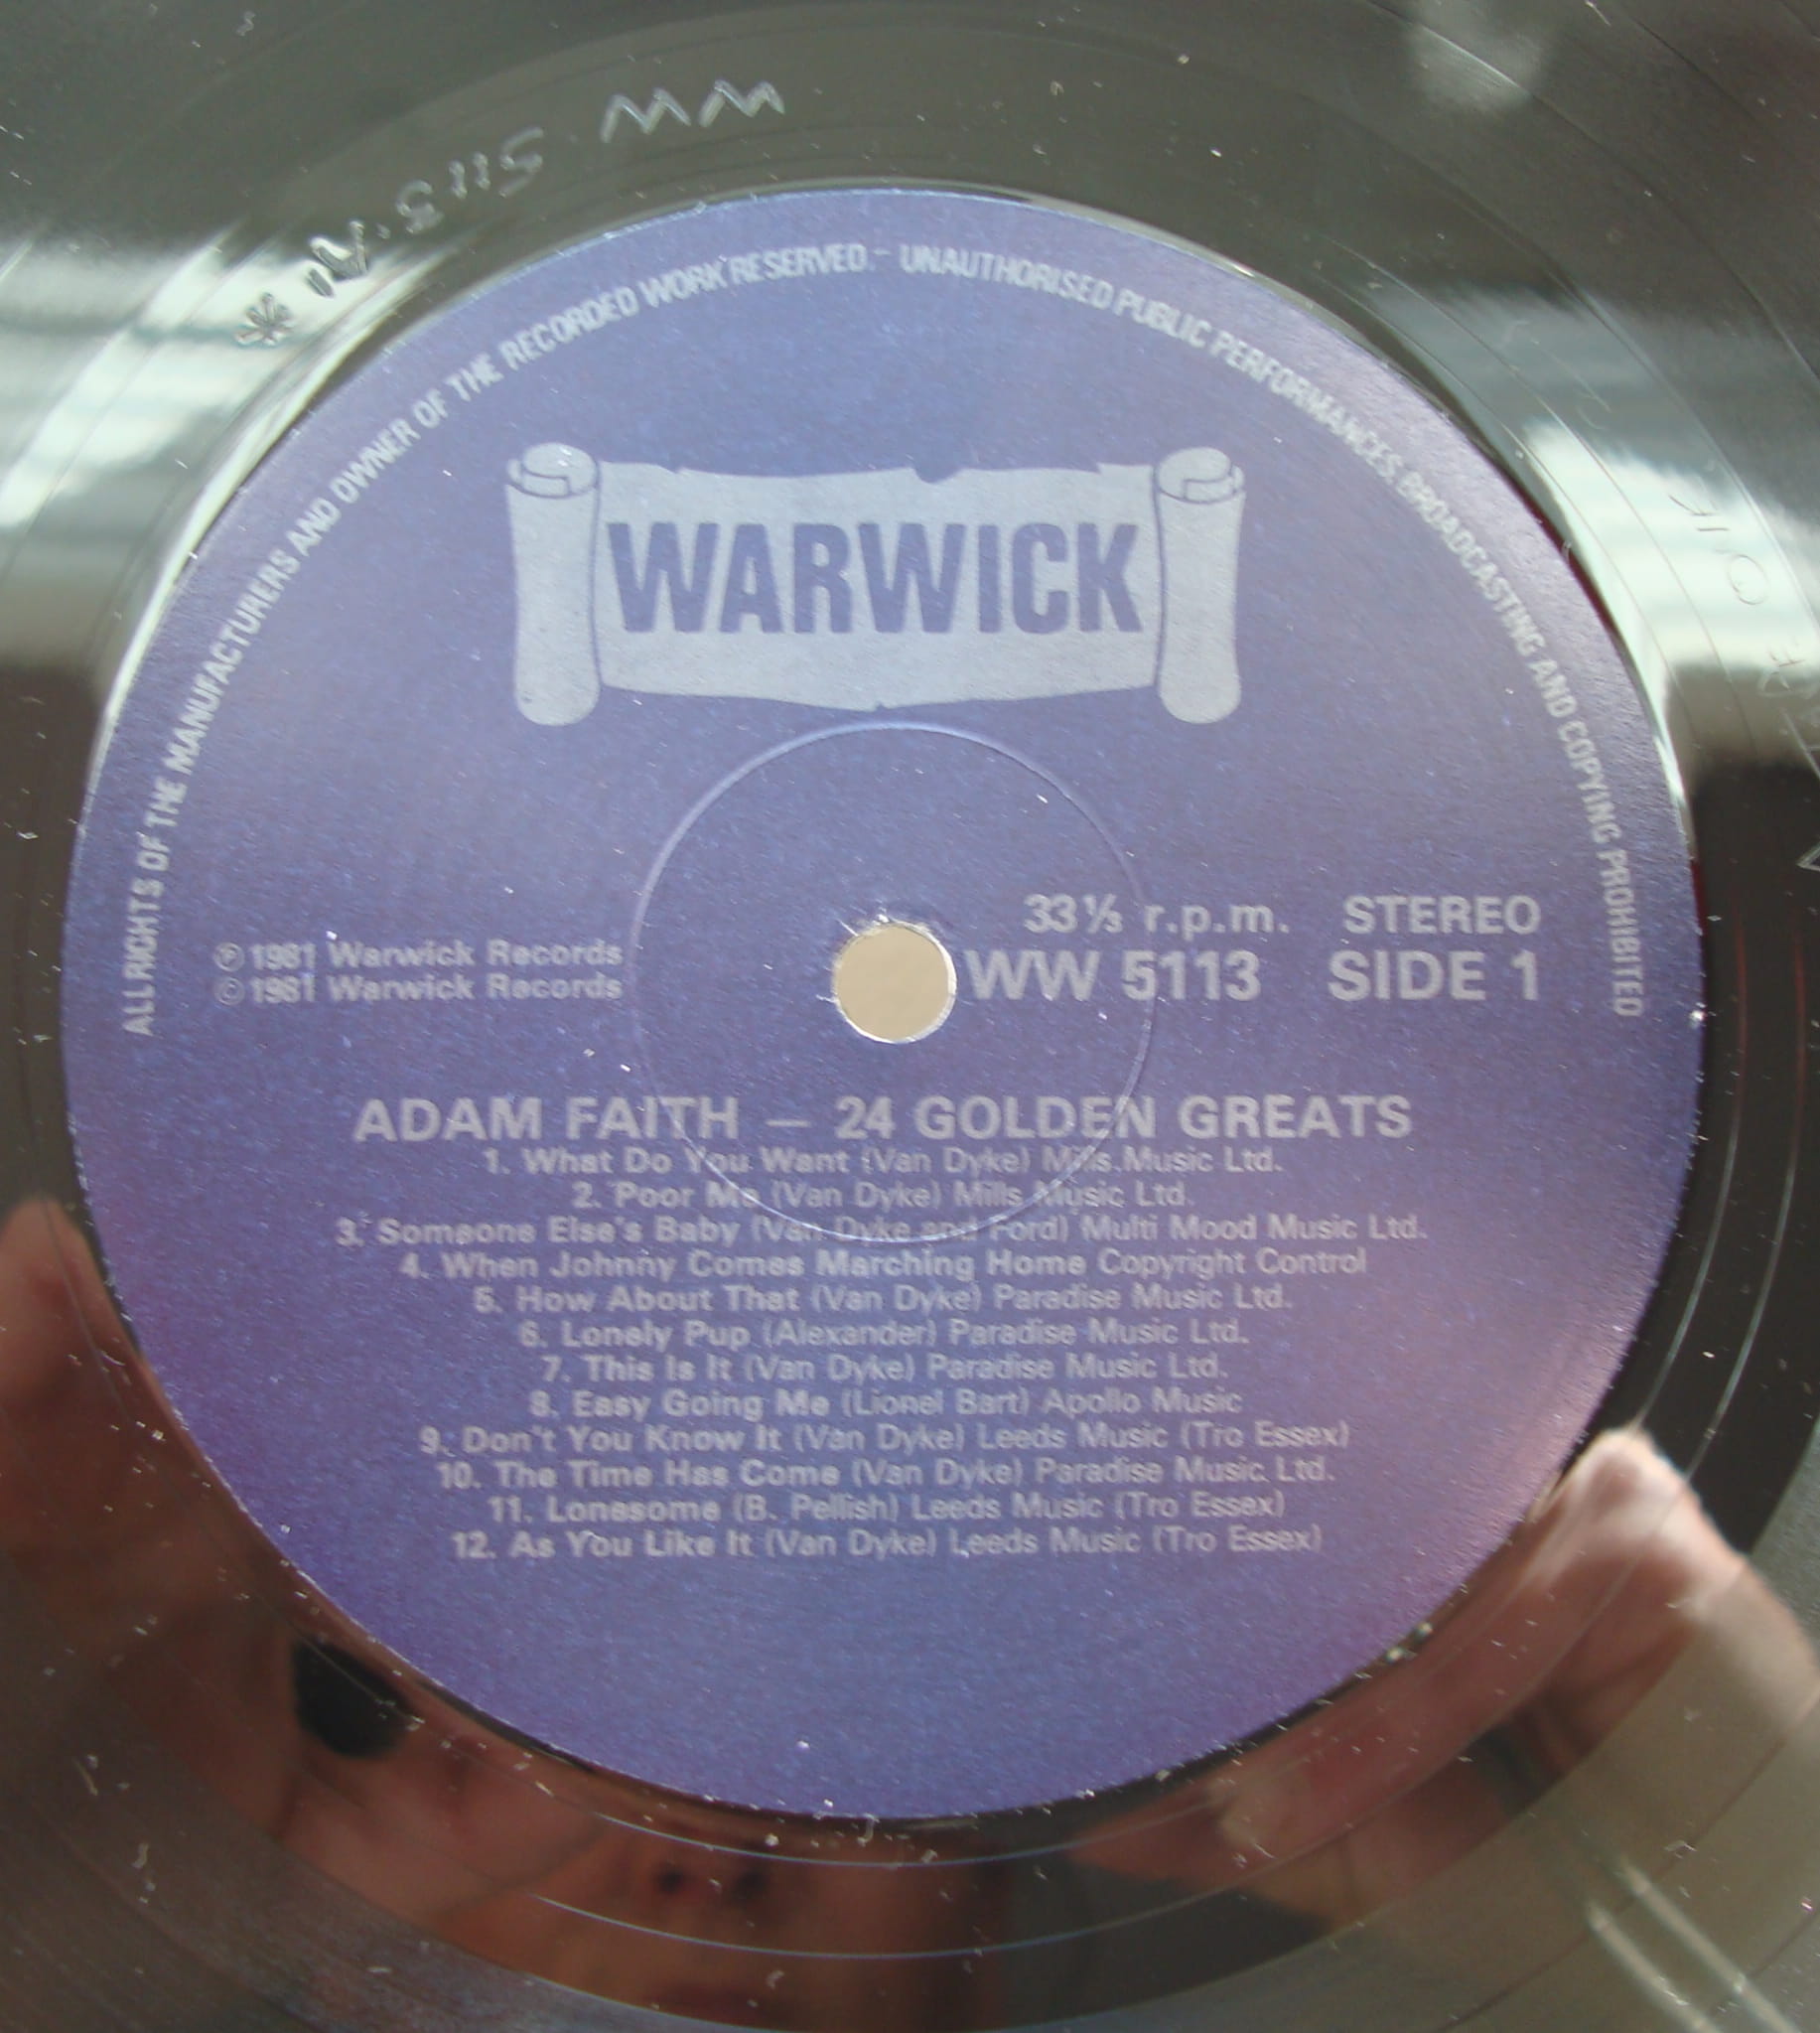 ALL RIGHTS OF THE MANUFACTURERS AND OWNER OF THE RECORDED WORK RESERVED. - UNAUTHORISED PUBLIC PERFORMANCES, BROADCASTING AND COPYING PROHIBITED
WARWICK
33⅓ r.p.m. STEREO
℗ 1981 Warwick Records
© 1981 Warwick Records
WW 5113 SIDE 1
ADAM FAITH — 24 GOLDEN GREATS
1. What Do You Want (Van Dyke) Mills Music Ltd.
2. Poor Me (Van Dyke) Mills Music Ltd.
3. Someone Else's Baby (Van Dyke and Ford) Multi Mood Music Ltd.
4. When Johnny Comes Marching Home Copyright Control
5. How About That (Van Dyke) Paradise Music Ltd.
6. Lonely Pup (Alexander) Paradise Music Ltd.
7. This Is It (Van Dyke) Paradise Music Ltd.
8. Easy Going Me (Lionel Bart) Apollo Music
9. Don't You Know It (Van Dyke) Leeds Music (Tro Essex)
10. The Time Has Come (Van Dyke) Paradise Music Ltd.
11. Lonesome (B. Pellish) Leeds Music (Tro Essex)
12. As You Like It (Van Dyke) Leeds Music (Tro Essex)